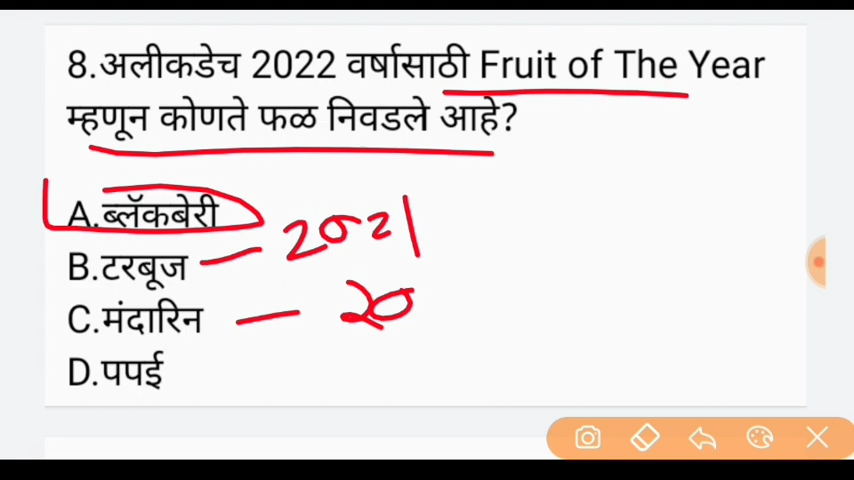 8.अलीकडेच 2022 वर्षासाठी Fruit of The Year
म्हणून कोणते फळ निवडले आहे?
A.ब्लॅकबेरी
B.टरबूज — 2021
C.मंदारिन — 20
D.पपई